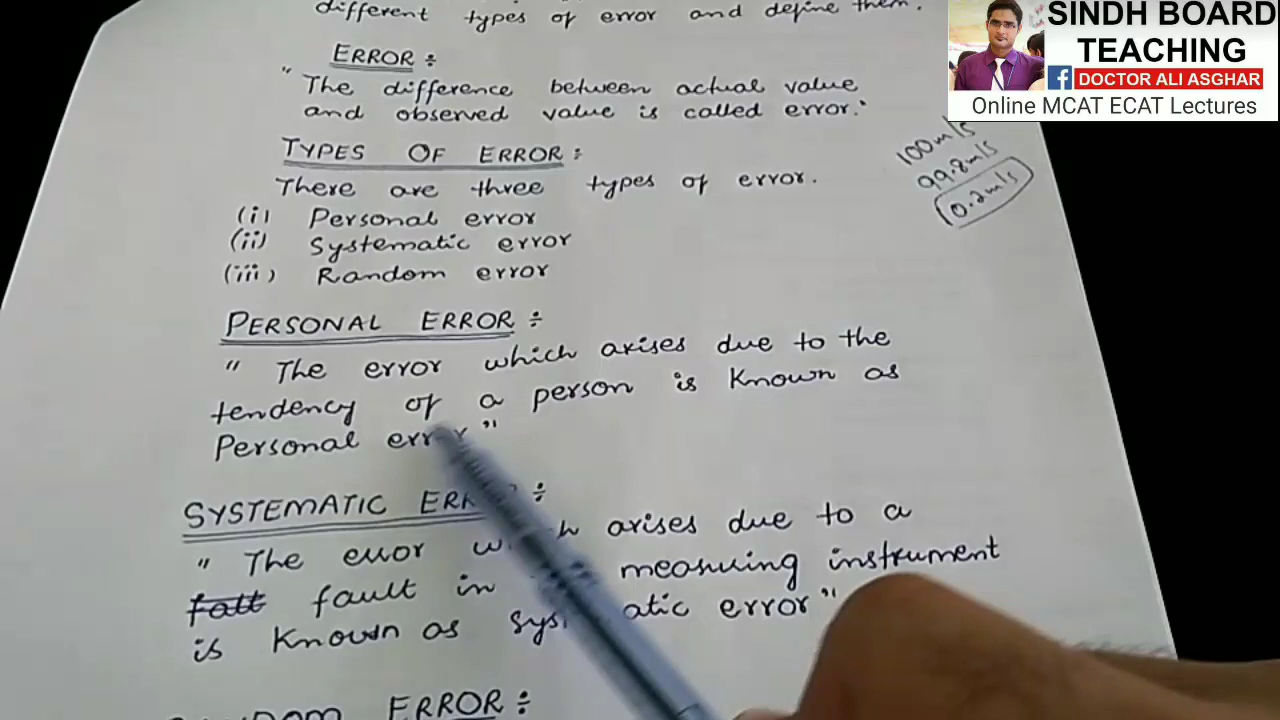 different types of error and define them.
ERROR ÷
" The difference between actual value
and observed value is called error."
TYPES OF ERROR ÷
There are three types of error.
(i) Personal error
(ii) Systematic error
(iii) Random error
PERSONAL ERROR ÷
" The error which arises due to the
tendency of a person is known as
Personal error"
SYSTEMATIC ERR ÷
" The error arises due to a
fatt fault in measuring instrument
is known as atic error"
ERROR ÷
100m/s
99.8m/s
0.2m/s
SINDH BOARD
TEACHING
f DOCTOR ALI ASGHAR
Online MCAT ECAT Lectures